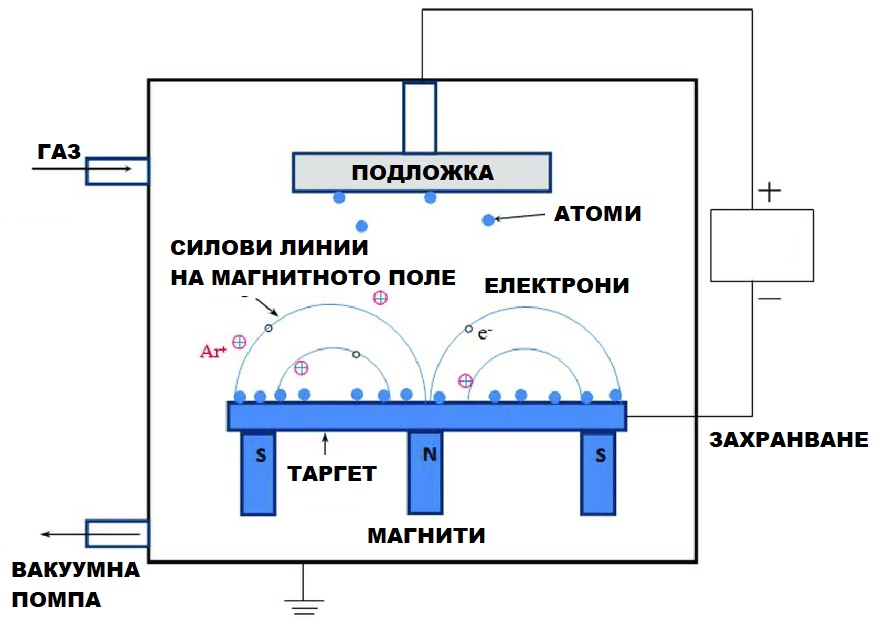 ГАЗ
ПОДЛОЖКА
АТОМИ
+
СИЛОВИ ЛИНИИ
НА МАГНИТНОТО ПОЛЕ
ЕЛЕКТРОНИ
—
Ar+
e-
S
N
S
ТАРГЕТ
ЗАХРАНВАНЕ
МАГНИТИ
ВАКУУМНА
ПОМПА